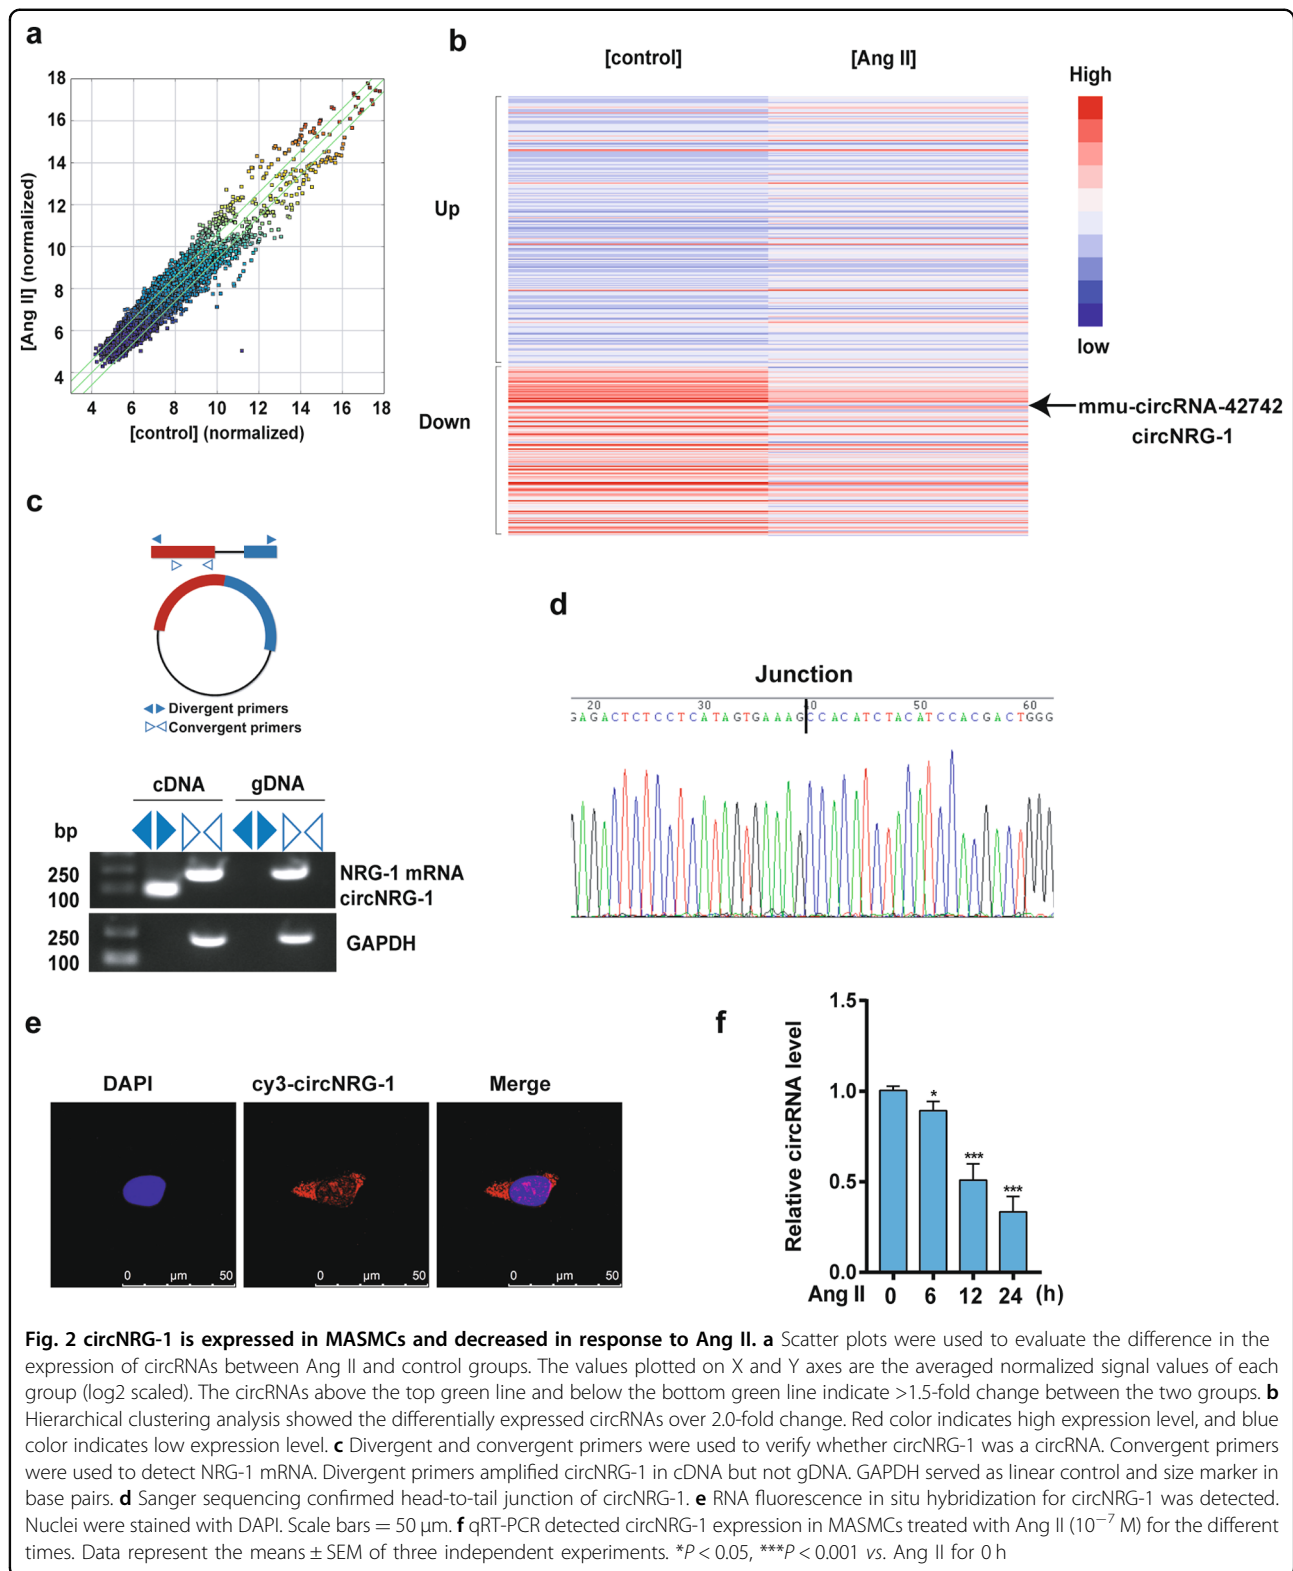 a
18
16
14
12
10
8
6
4
[Ang II] (normalized)
4 6 8 10 12 14 16 18
[control] (normalized)
b
[control] [Ang II]
Up
Down
High
low
mmu-circRNA-42742
circNRG-1
c
Divergent primers
Convergent primers
cDNA gDNA
bp
250
100
NRG-1 mRNA
circNRG-1
250
100
GAPDH
d
Junction
20 30 40 50 60
GAGACTCTCCTCATAGTGAAAGCCACATCTACATCCACGACTGGG
e
DAPI cy3-circNRG-1 Merge
0 µm 50
0 µm 50
0 µm 50
f
Relative circRNA level
1.5
1.0
0.5
0.0
* *** ***
Ang II 0 6 12 24 (h)
Fig. 2 circNRG-1 is expressed in MASMCs and decreased in response to Ang II. a Scatter plots were used to evaluate the difference in the
expression of circRNAs between Ang II and control groups. The values plotted on X and Y axes are the averaged normalized signal values of each
group (log2 scaled). The circRNAs above the top green line and below the bottom green line indicate >1.5-fold change between the two groups. b
Hierarchical clustering analysis showed the differentially expressed circRNAs over 2.0-fold change. Red color indicates high expression level, and blue
color indicates low expression level. c Divergent and convergent primers were used to verify whether circNRG-1 was a circRNA. Convergent primers
were used to detect NRG-1 mRNA. Divergent primers amplified circNRG-1 in cDNA but not gDNA. GAPDH served as linear control and size marker in
base pairs. d Sanger sequencing confirmed head-to-tail junction of circNRG-1. e RNA fluorescence in situ hybridization for circNRG-1 was detected.
Nuclei were stained with DAPI. Scale bars = 50 µm. f qRT-PCR detected circNRG-1 expression in MASMCs treated with Ang II (10⁻⁷ M) for the different
times. Data represent the means ± SEM of three independent experiments. *P < 0.05, ***P < 0.001 vs. Ang II for 0 h